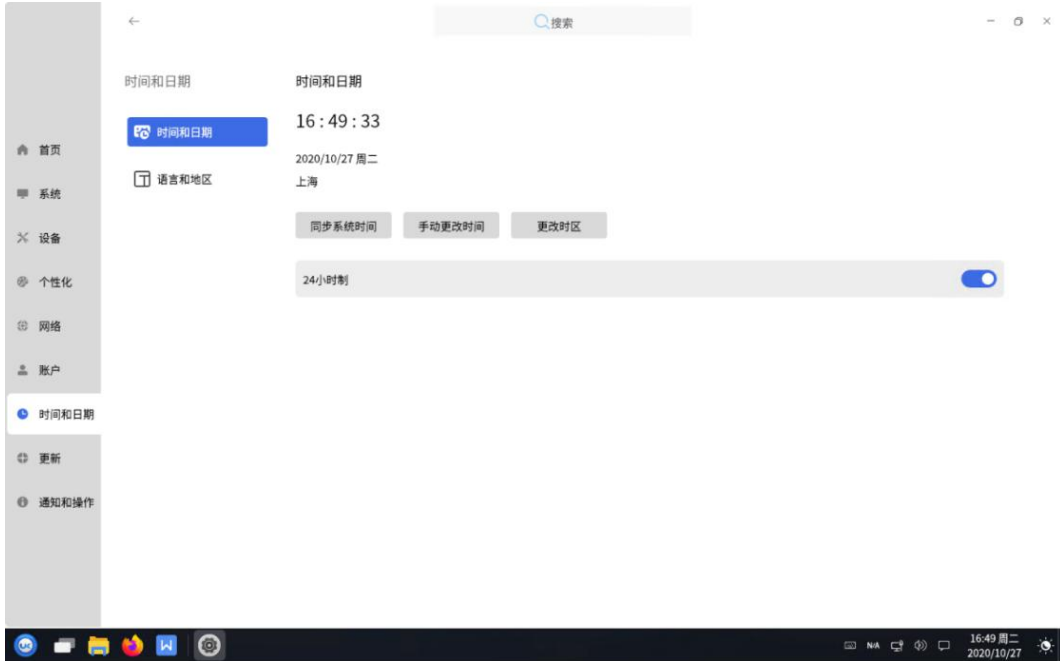 搜索
首页
系统
设备
个性化
网络
账户
时间和日期
更新
通知和操作
时间和日期
时间和日期
语言和地区
时间和日期
16:49:33
2020/10/27 周二
上海
同步系统时间 手动更改时间 更改时区
24小时制
N/A
16:49 周二
2020/10/27